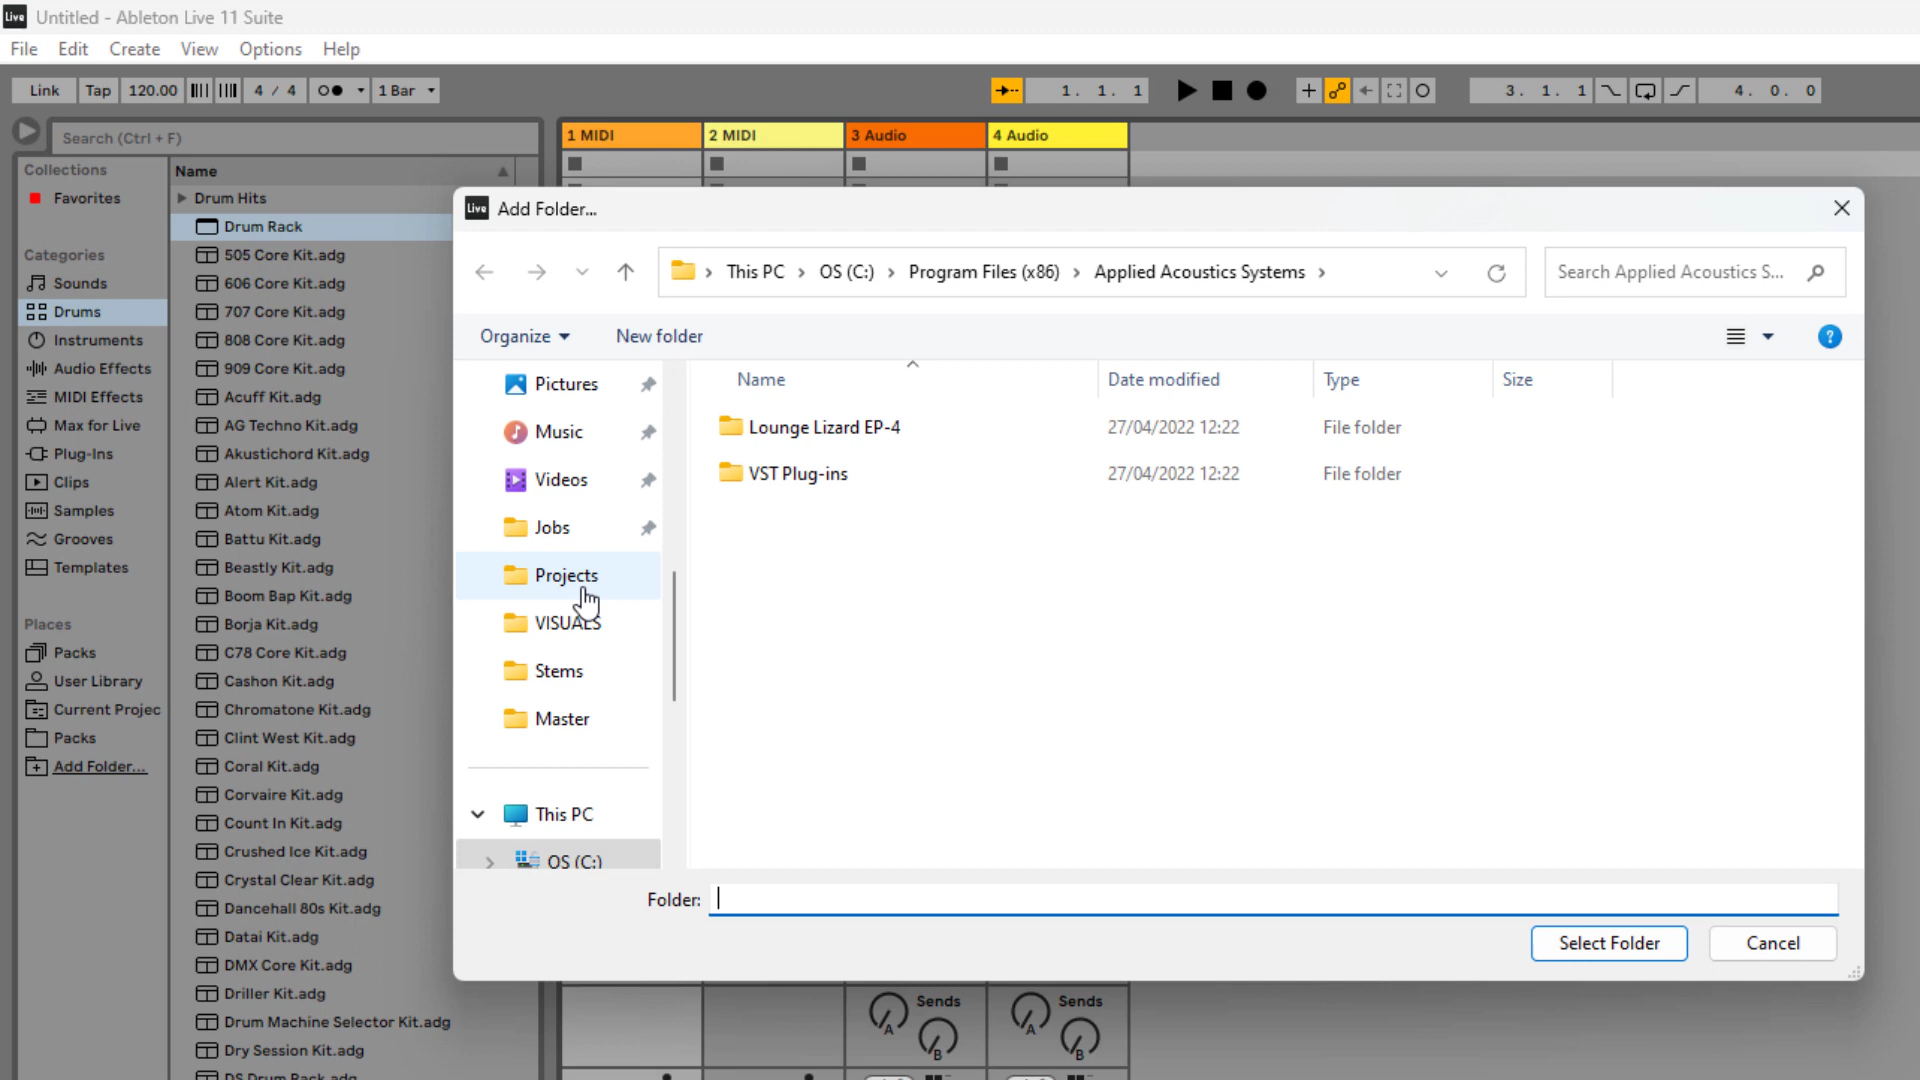 Live Untitled - Ableton Live 11 Suite
File Edit Create View Options Help
Link Tap 120.00 4 / 4 1 Bar 1. 1. 1 3. 1. 1 4. 0. 0
Search (Ctrl + F)
Collections
Favorites
Categories
Sounds
Drums
Instruments
Audio Effects
MIDI Effects
Max for Live
Plug-Ins
Clips
Samples
Grooves
Templates
Places
Packs
User Library
Current Projec
Packs
Add Folder...
Name
Drum Hits
Drum Rack
505 Core Kit.adg
606 Core Kit.adg
707 Core Kit.adg
808 Core Kit.adg
909 Core Kit.adg
Acuff Kit.adg
AG Techno Kit.adg
Akustichord Kit.adg
Alert Kit.adg
Atom Kit.adg
Battu Kit.adg
Beastly Kit.adg
Boom Bap Kit.adg
Borja Kit.adg
C78 Core Kit.adg
Cashon Kit.adg
Chromatone Kit.adg
Clint West Kit.adg
Coral Kit.adg
Corvaire Kit.adg
Count In Kit.adg
Crushed Ice Kit.adg
Crystal Clear Kit.adg
Dancehall 80s Kit.adg
Datai Kit.adg
DMX Core Kit.adg
Driller Kit.adg
Drum Machine Selector Kit.adg
Dry Session Kit.adg
DS Drum Rack.adg
1 MIDI 2 MIDI 3 Audio 4 Audio
Live Add Folder...
This PC > OS (C:) > Program Files (x86) > Applied Acoustics Systems >
Search Applied Acoustics S...
Organize New folder ?
Pictures
Music
Videos
Jobs
Projects
VISUALS
Stems
Master
This PC
OS (C:)
Name Date modified Type Size
Lounge Lizard EP-4 27/04/2022 12:22 File folder
VST Plug-ins 27/04/2022 12:22 File folder
Folder:
Select Folder Cancel
Sends Sends
A A
B B